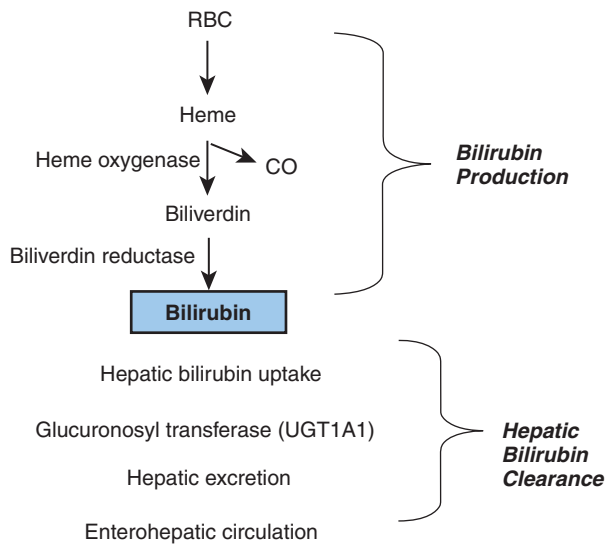 RBC
Heme
Heme oxygenase
CO
Biliverdin
Biliverdin reductase
Bilirubin
Bilirubin
Production
Hepatic bilirubin uptake
Glucuronosyl transferase (UGT1A1)
Hepatic excretion
Enterohepatic circulation
Hepatic
Bilirubin
Clearance